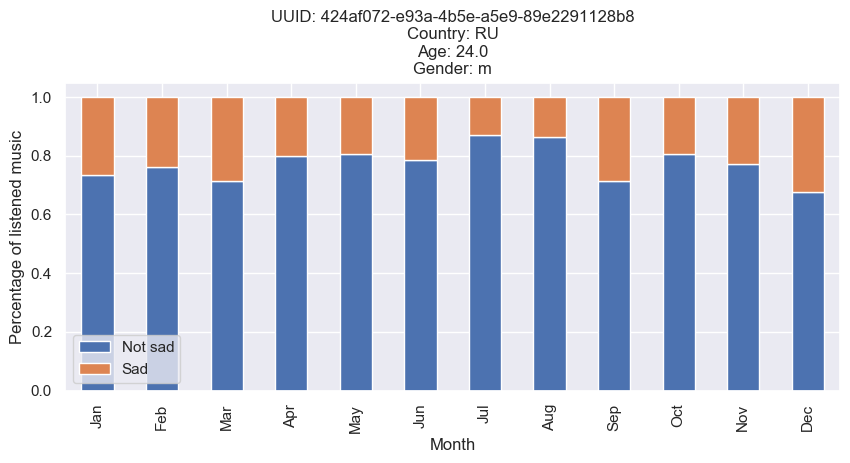 UUID: 424af072-e93a-4b5e-a5e9-89e2291128b8
Country: RU
Age: 24.0
Gender: m
Percentage of listened music
1.0
0.8
0.6
0.4
0.2
0.0
Not sad
Sad
Jan
Feb
Mar
Apr
May
Jun
Jul
Aug
Sep
Oct
Nov
Dec
Month